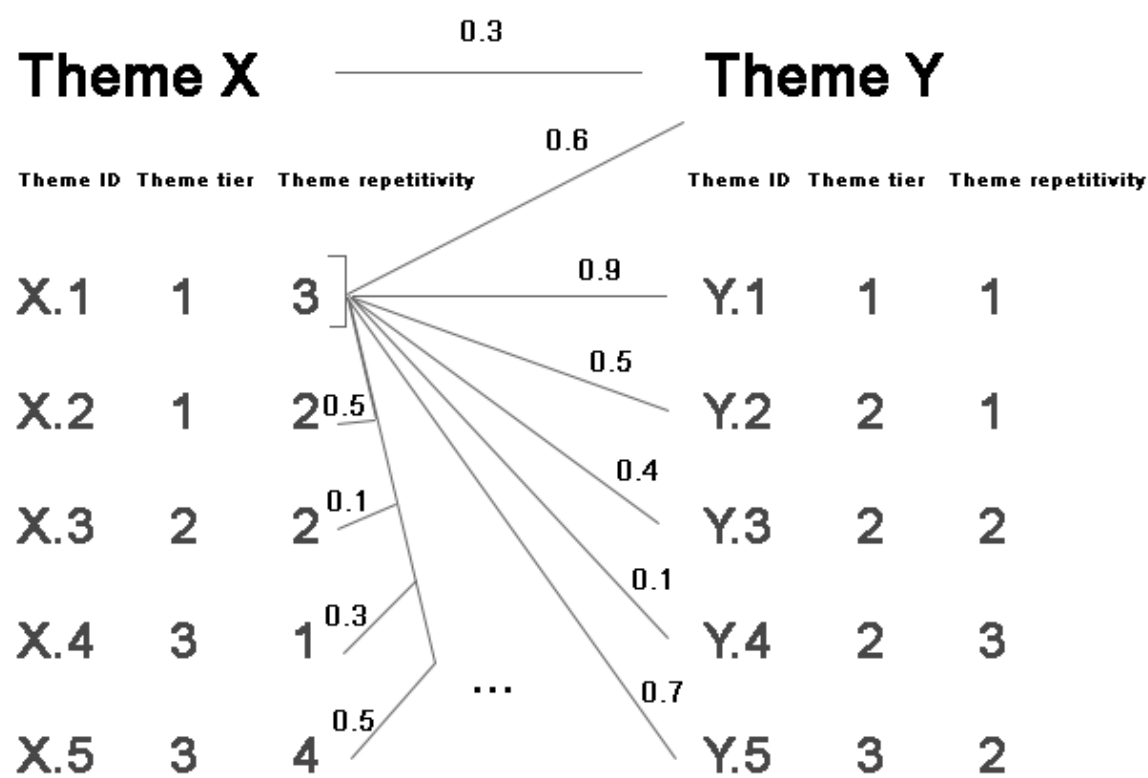 0.3
Theme X Theme Y
0.6
Theme ID Theme tier Theme repetitivity Theme ID Theme tier Theme repetitivity
0.9
X.1 1 3 Y.1 1 1
0.5
X.2 1 2 0.5 Y.2 2 1
0.4
0.1
X.3 2 2 Y.3 2 2
0.1
0.3
X.4 3 1 Y.4 2 3
... 0.7
0.5
X.5 3 4 Y.5 3 2